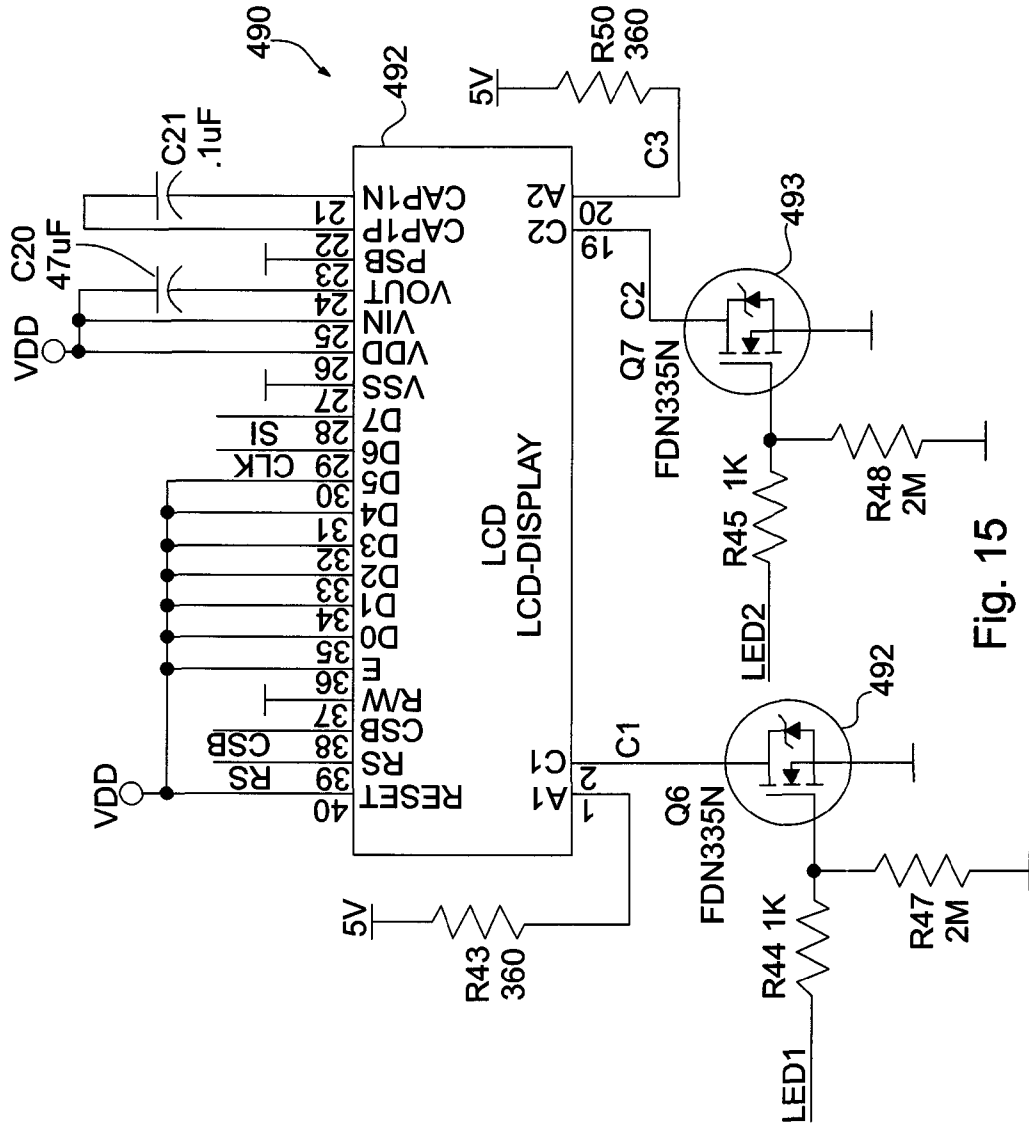 490
492
VDD
C20
47uF
C21
.1uF
VDD
RS
CSB
CLK
SI
40
39
38
37
36
35
34
33
32
31
30
29
28
27
26
25
24
23
22
21
RESET
RS
CSB
R/W
E
D0
D1
D2
D3
D4
D5
D6
D7
VSS
VDD
VIN
VOUT
PSB
CAP1P
CAP1N
LCD
LCD-DISPLAY
A1
C1
C2
A2
1
2
19
20
5V
R43
360
5V
R50
360
C3
C1
C2
Q6
FDN335N
492
Q7
FDN335N
493
LED1
R44 1K
R47
2M
LED2
R45 1K
R48
2M
Fig. 15